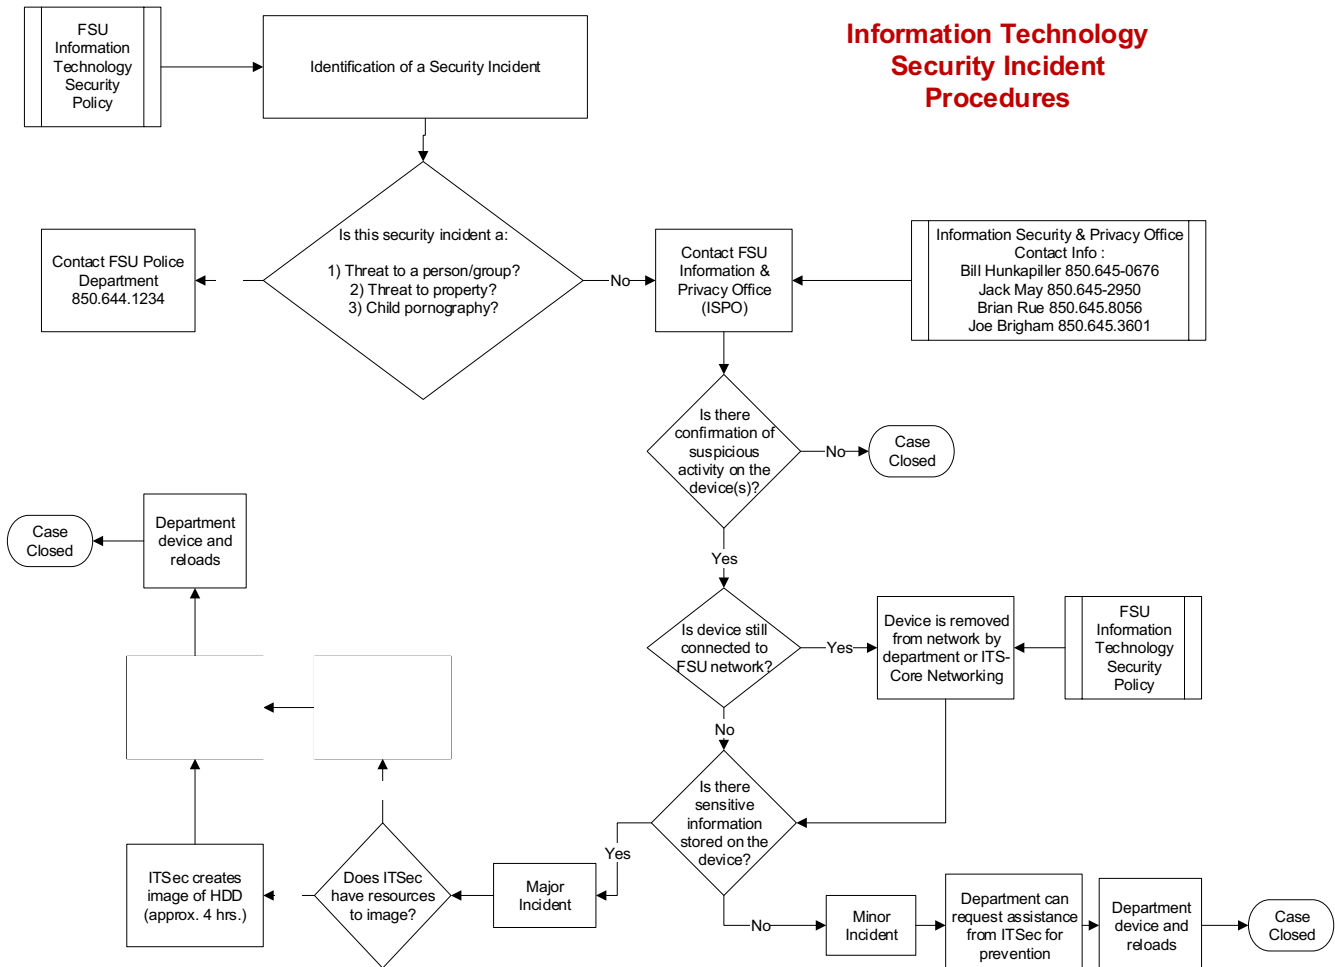 FSU
Information
Technology
Security
Policy
Identification of a Security Incident
Information Technology
Security Incident
Procedures
Contact FSU Police
Department
850.644.1234
Is this security incident a:
1) Threat to a person/group?
2) Threat to property?
3) Child pornography?
No
Contact FSU
Information &
Privacy Office
(ISPO)
Information Security & Privacy Office
Contact Info :
Bill Hunkapiller 850.645-0676
Jack May 850.645-2950
Brian Rue 850.645.8056
Joe Brigham 850.645.3601
Is there
confirmation of
suspicious
activity on the
device(s)?
No
Case
Closed
Case
Closed
Department
device and
reloads
Yes
Is device still
connected to
FSU network?
Yes
Device is removed
from network by
department or ITS-
Core Networking
FSU
Information
Technology
Security
Policy
No
Is there
sensitive
information
stored on the
device?
Yes
ITSec creates
image of HDD
(approx. 4 hrs.)
Does ITSec
have resources
to image?
Major
Incident
No
Minor
Incident
Department can
request assistance
from ITSec for
prevention
Department
device and
reloads
Case
Closed